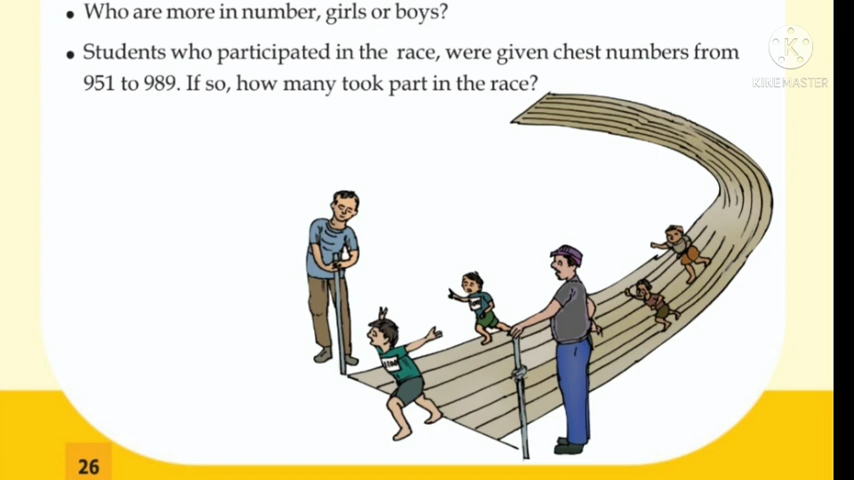 • Who are more in number, girls or boys?
• Students who participated in the race, were given chest numbers from
951 to 989. If so, how many took part in the race?
KINEMASTER
26